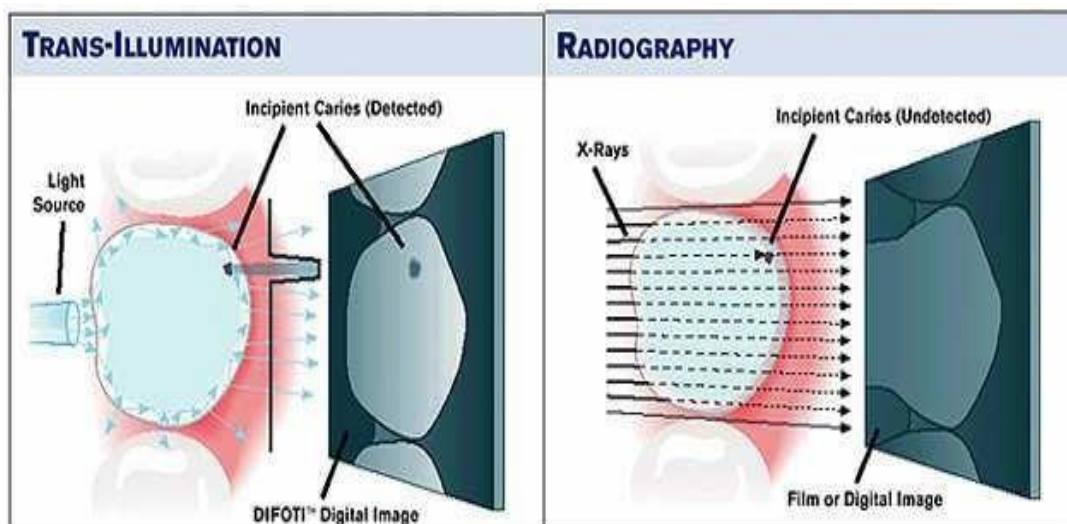 TRANS-ILLUMINATION
Incipient Caries (Detected)
Light
Source
DIFOTI™ Digital Image
RADIOGRAPHY
Incipient Caries (Undetected)
X-Rays
Film or Digital Image